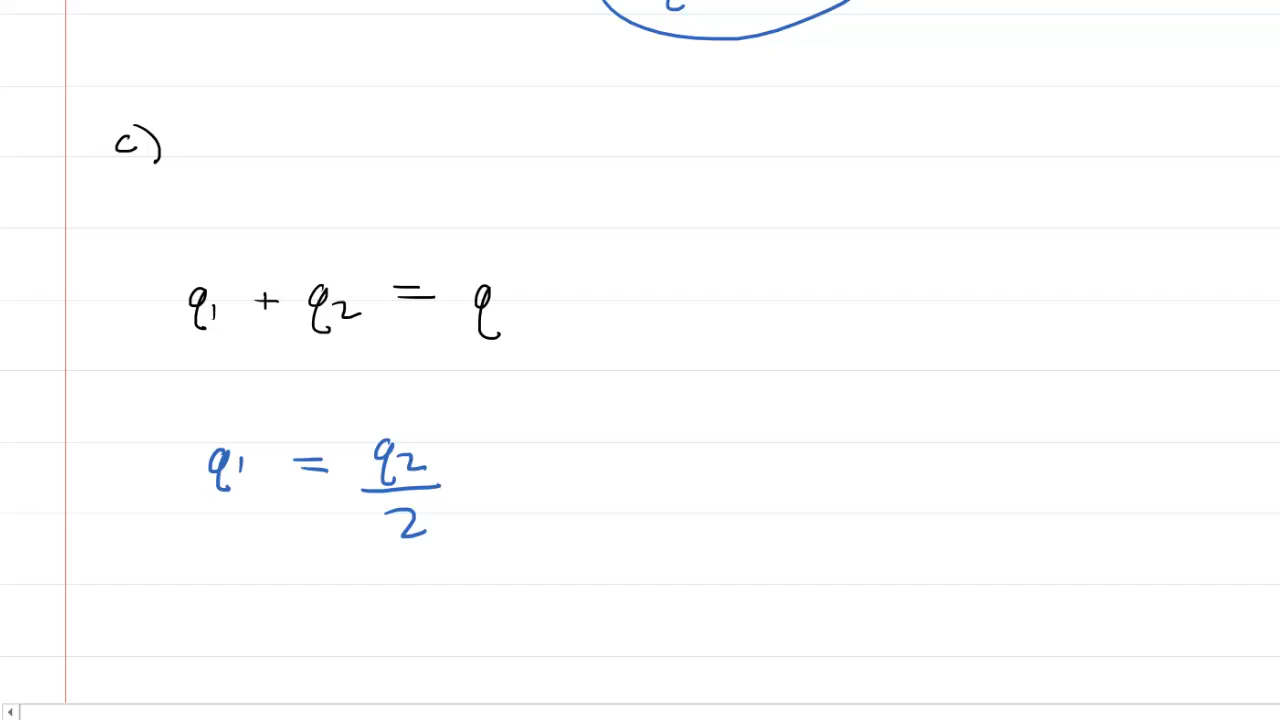 c)
q1 + q2 = q
q1 = q2/2